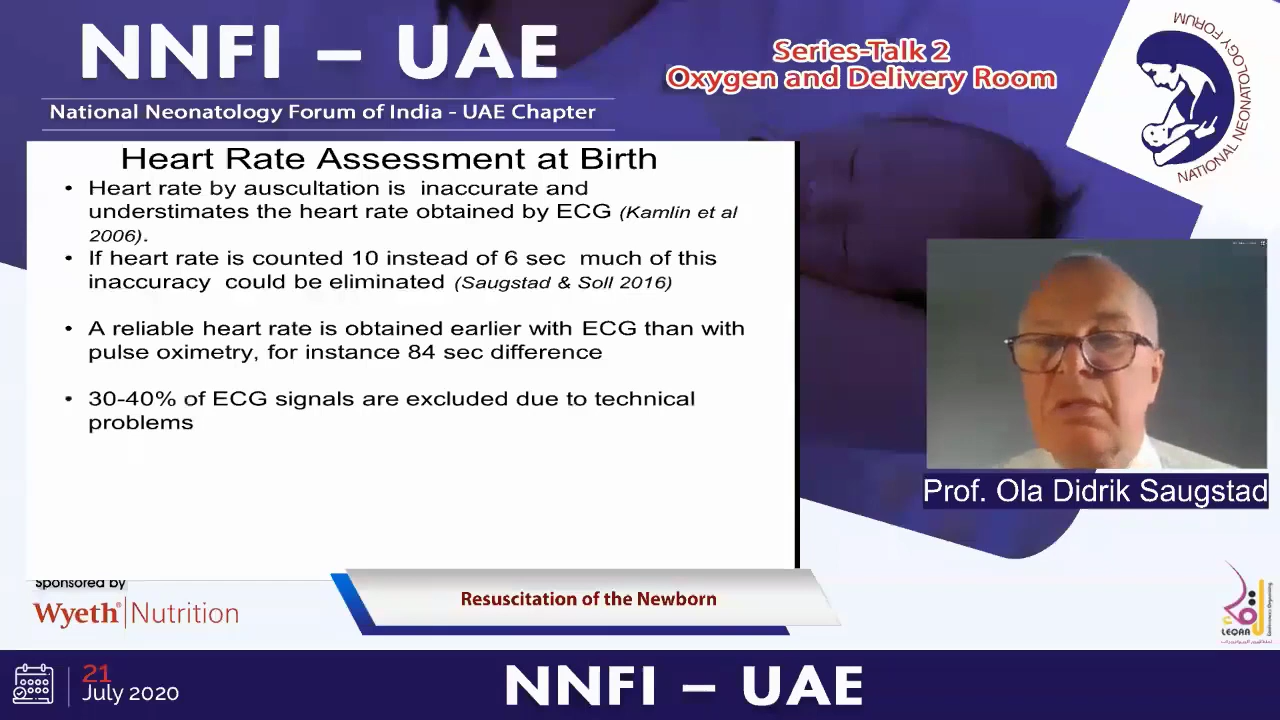 NNFI – UAE
National Neonatology Forum of India - UAE Chapter
Series-Talk 2
Oxygen and Delivery Room
NATIONAL NEONATOLOGY FORUM
Heart Rate Assessment at Birth
• Heart rate by auscultation is inaccurate and
understimates the heart rate obtained by ECG (Kamlin et al
2006).
• If heart rate is counted 10 instead of 6 sec much of this
inaccuracy could be eliminated (Saugstad & Soll 2016)
• A reliable heart rate is obtained earlier with ECG than with
pulse oximetry, for instance 84 sec difference
• 30-40% of ECG signals are excluded due to technical
problems
Prof. Ola Didrik Saugstad
Sponsored by
Wyeth® Nutrition
Resuscitation of the Newborn
LEQAA
21
July 2020
NNFI – UAE